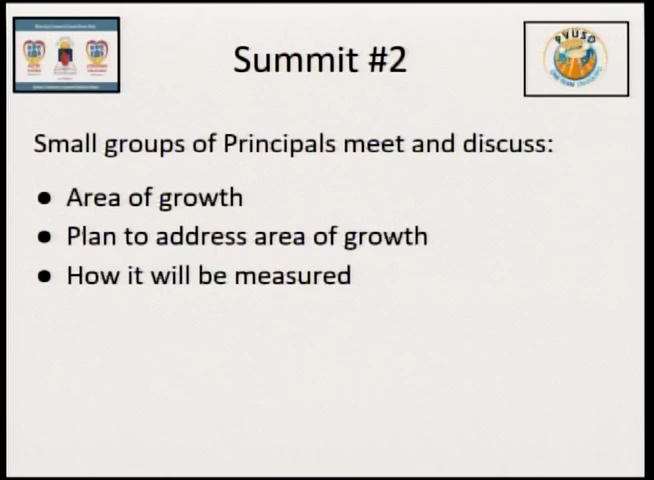 Summit #2
PVUSD
Small groups of Principals meet and discuss:
● Area of growth
● Plan to address area of growth
● How it will be measured